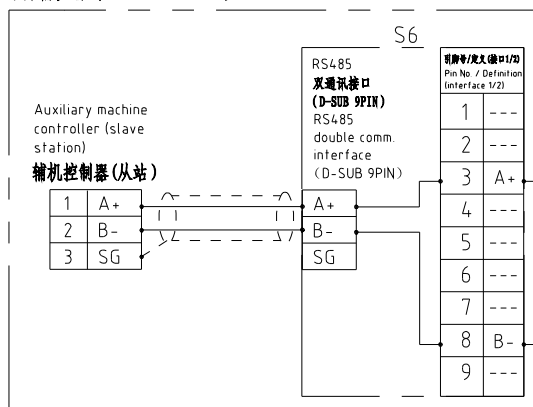 S6
RS485
双通讯接口
(D-SUB 9PIN)
RS485
double comm.
interface
(D-SUB 9PIN)
引脚号/定义(接口1/2)
Pin No. / Definition
(interface 1/2)
Auxiliary machine
controller (slave
station)
辅机控制器(从站)
1 A+
2 B-
3 SG
A+
B-
SG
1 ---
2 ---
3 A+
4 ---
5 ---
6 ---
7 ---
8 B-
9 ---